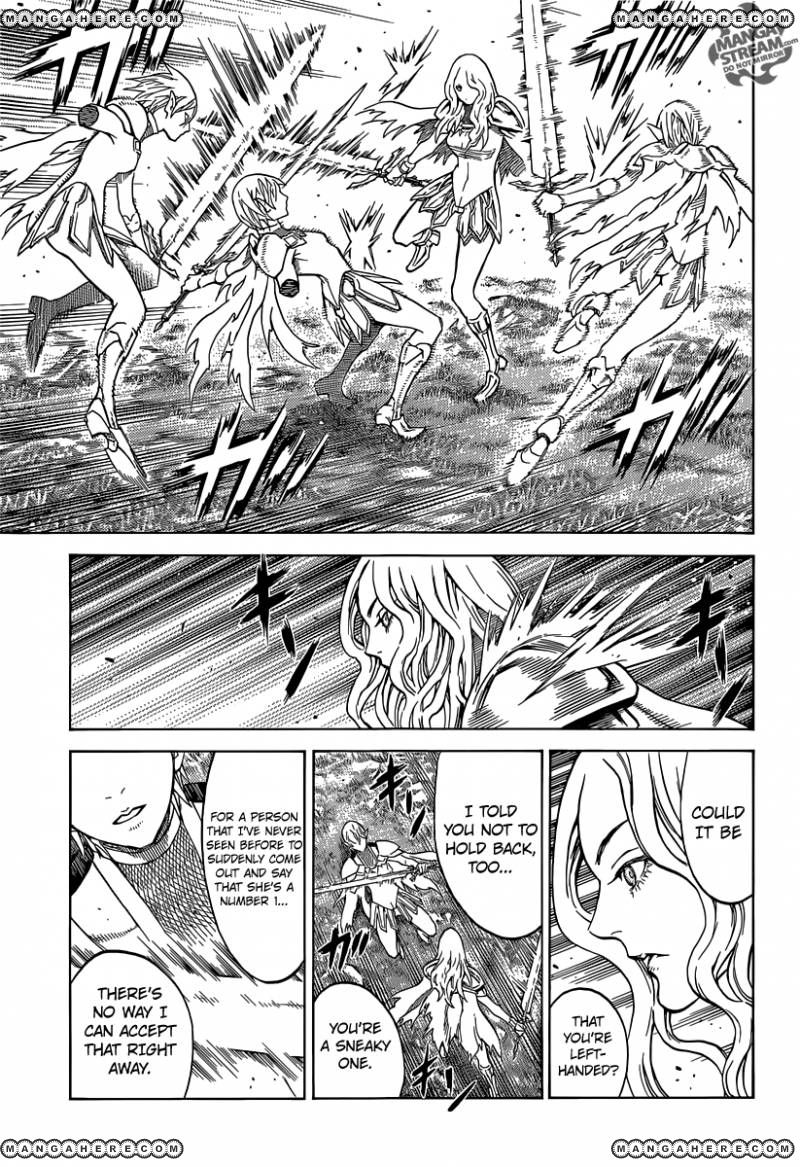 MANGAHERE.COM
MANGAHERE.COM
MANGA
STREAM.COM
DO NOT MIRROR
ガ
ガ
ガ
ガ
キ
キ
COULD
IT BE
THAT
YOU'RE
LEFT-
HANDED?
キ
I TOLD
YOU NOT TO
HOLD BACK,
TOO...
ガ
YOU'RE
A SNEAKY
ONE.
FOR A PERSON
THAT I'VE NEVER
SEEN BEFORE TO
SUDDENLY COME
OUT AND SAY
THAT SHE'S A
NUMBER 1...
THERE'S
NO WAY I
CAN ACCEPT
THAT RIGHT
AWAY.
MANGAHERE.COM
MANGAHERE.COM